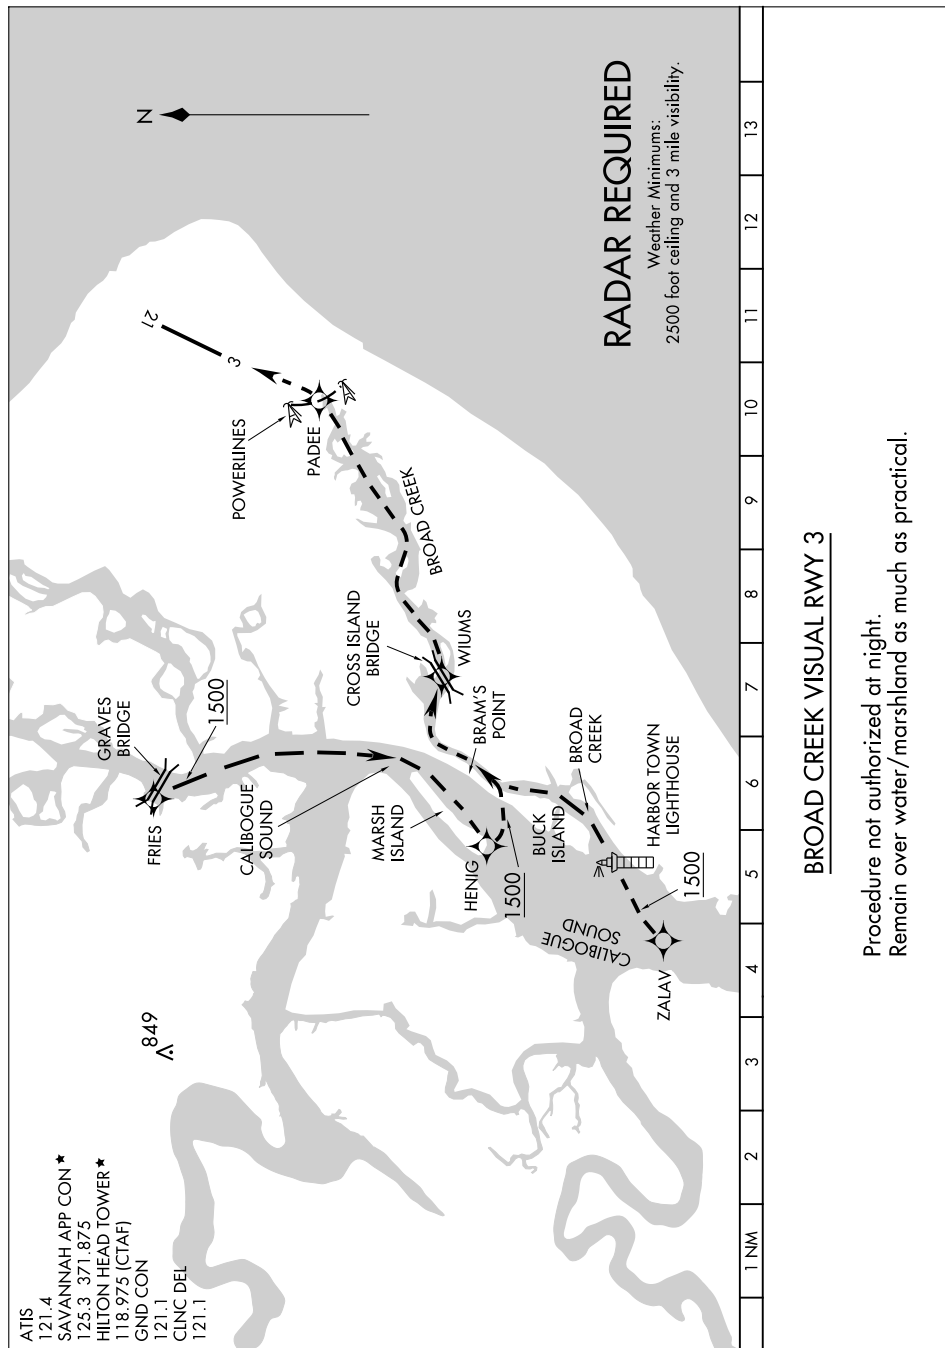 ATIS
121.4
SAVANNAH APP CON★
125.3 371.875
HILTON HEAD TOWER★
118.975 (CTAF)
GND CON
121.1
CLNC DEL
121.1
849
FRIES
GRAVES
BRIDGE
1500
CALIBOGUE
SOUND
MARSH
ISLAND
HENIG
1500
BUCK
ISLAND
CROSS ISLAND
BRIDGE
WIUMS
BRAM'S
POINT
BROAD
CREEK
HARBOR TOWN
LIGHTHOUSE
1500
CALIBOGUE
SOUND
ZALAV
BROAD CREEK
POWERLINES
PADEE
3
21
N
RADAR REQUIRED
Weather Minimums:
2500 foot ceiling and 3 mile visibility.
1 NM 2 3 4 5 6 7 8 9 10 11 12 13
BROAD CREEK VISUAL RWY 3
Procedure not authorized at night.
Remain over water/marshland as much as practical.